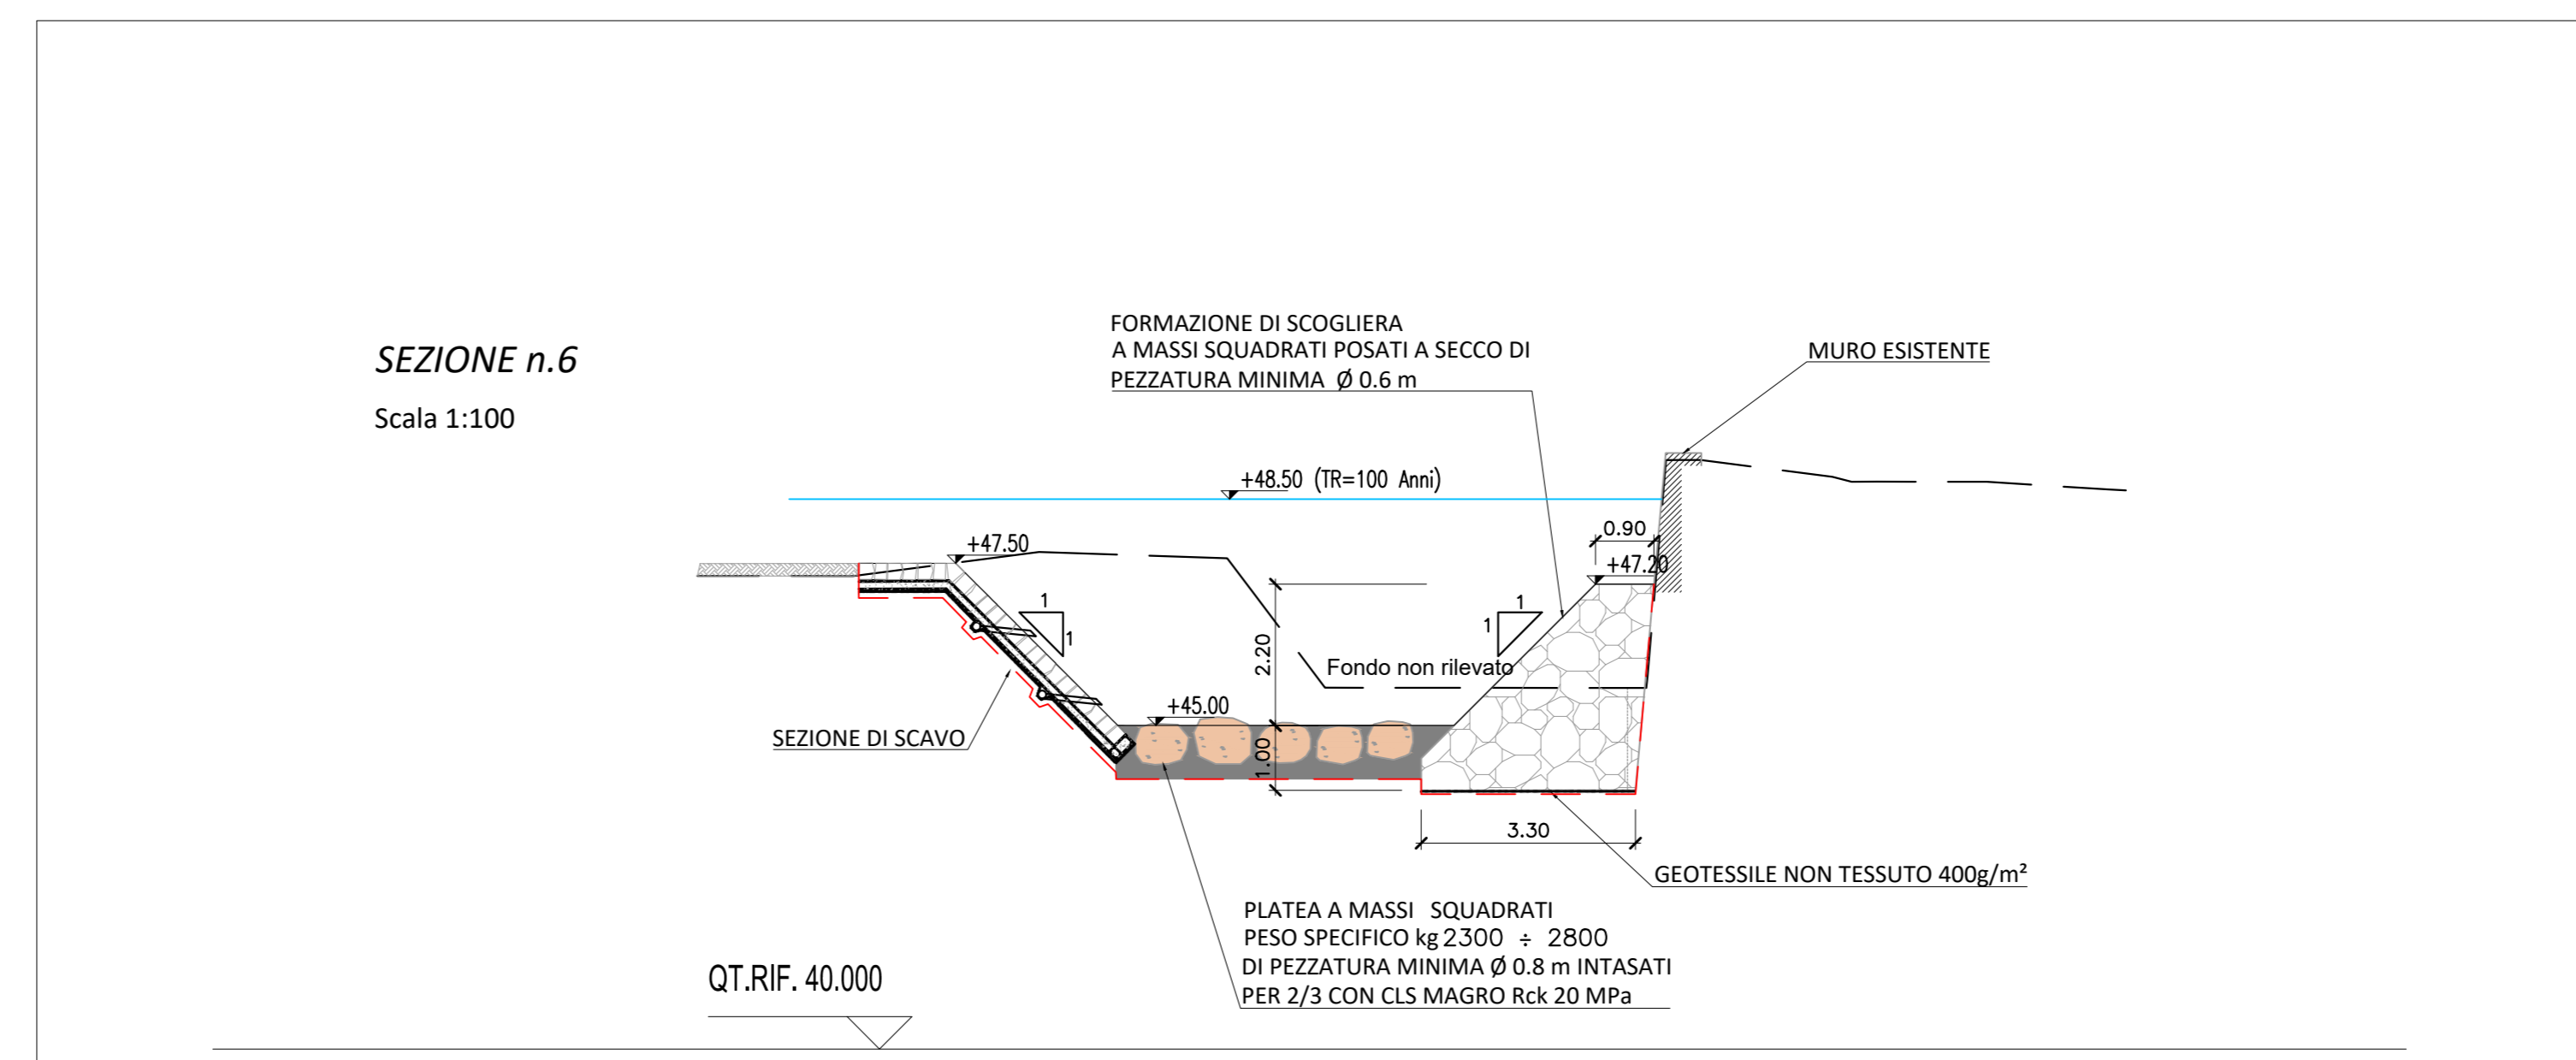 FORMAZIONE DI SCOGLIERA
A MASSI SQUADRATI POSATI A SECCO DI
PEZZATURA MINIMA Ø 0.6 m
MURO ESISTENTE
SEZIONE n.6
Scala 1:100
+48.50 (TR=100 Anni)
0.90
+47.50
+47.20
1
1
1
1
2.20
Fondo non rilevato
+45.00
SEZIONE DI SCAVO
1.00
3.30
GEOTESSILE NON TESSUTO 400g/m²
PLATEA A MASSI SQUADRATI
PESO SPECIFICO kg 2300 ÷ 2800
DI PEZZATURA MINIMA Ø 0.8 m INTASATI
PER 2/3 CON CLS MAGRO Rck 20 MPa
QT.RIF. 40.000